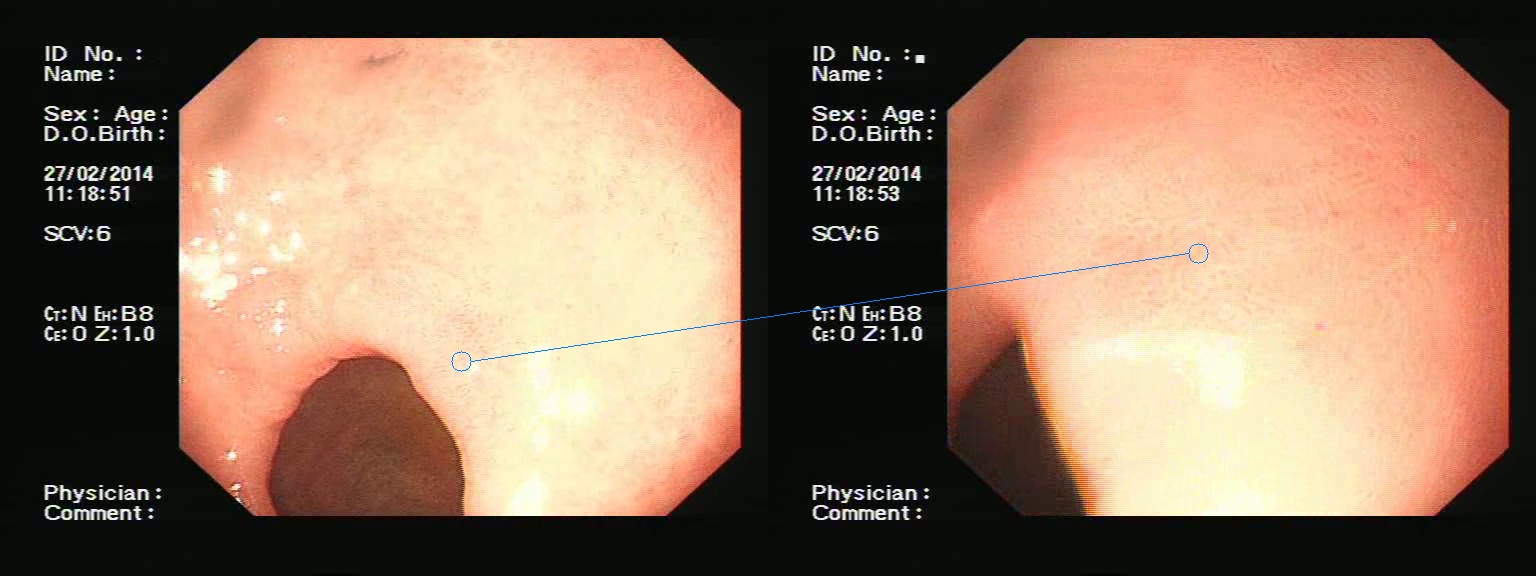 ID No. :
Name:
Sex: Age:
D.O.Birth:
27/02/2014
11:18:51
SCV:6
CT:N EH:B8
CE:0 Z:1.0
Physician:
Comment:
ID No. :
Name:
Sex: Age:
D.O.Birth:
27/02/2014
11:18:53
SCV:6
CT:N EH:B8
CE:0 Z:1.0
Physician:
Comment: